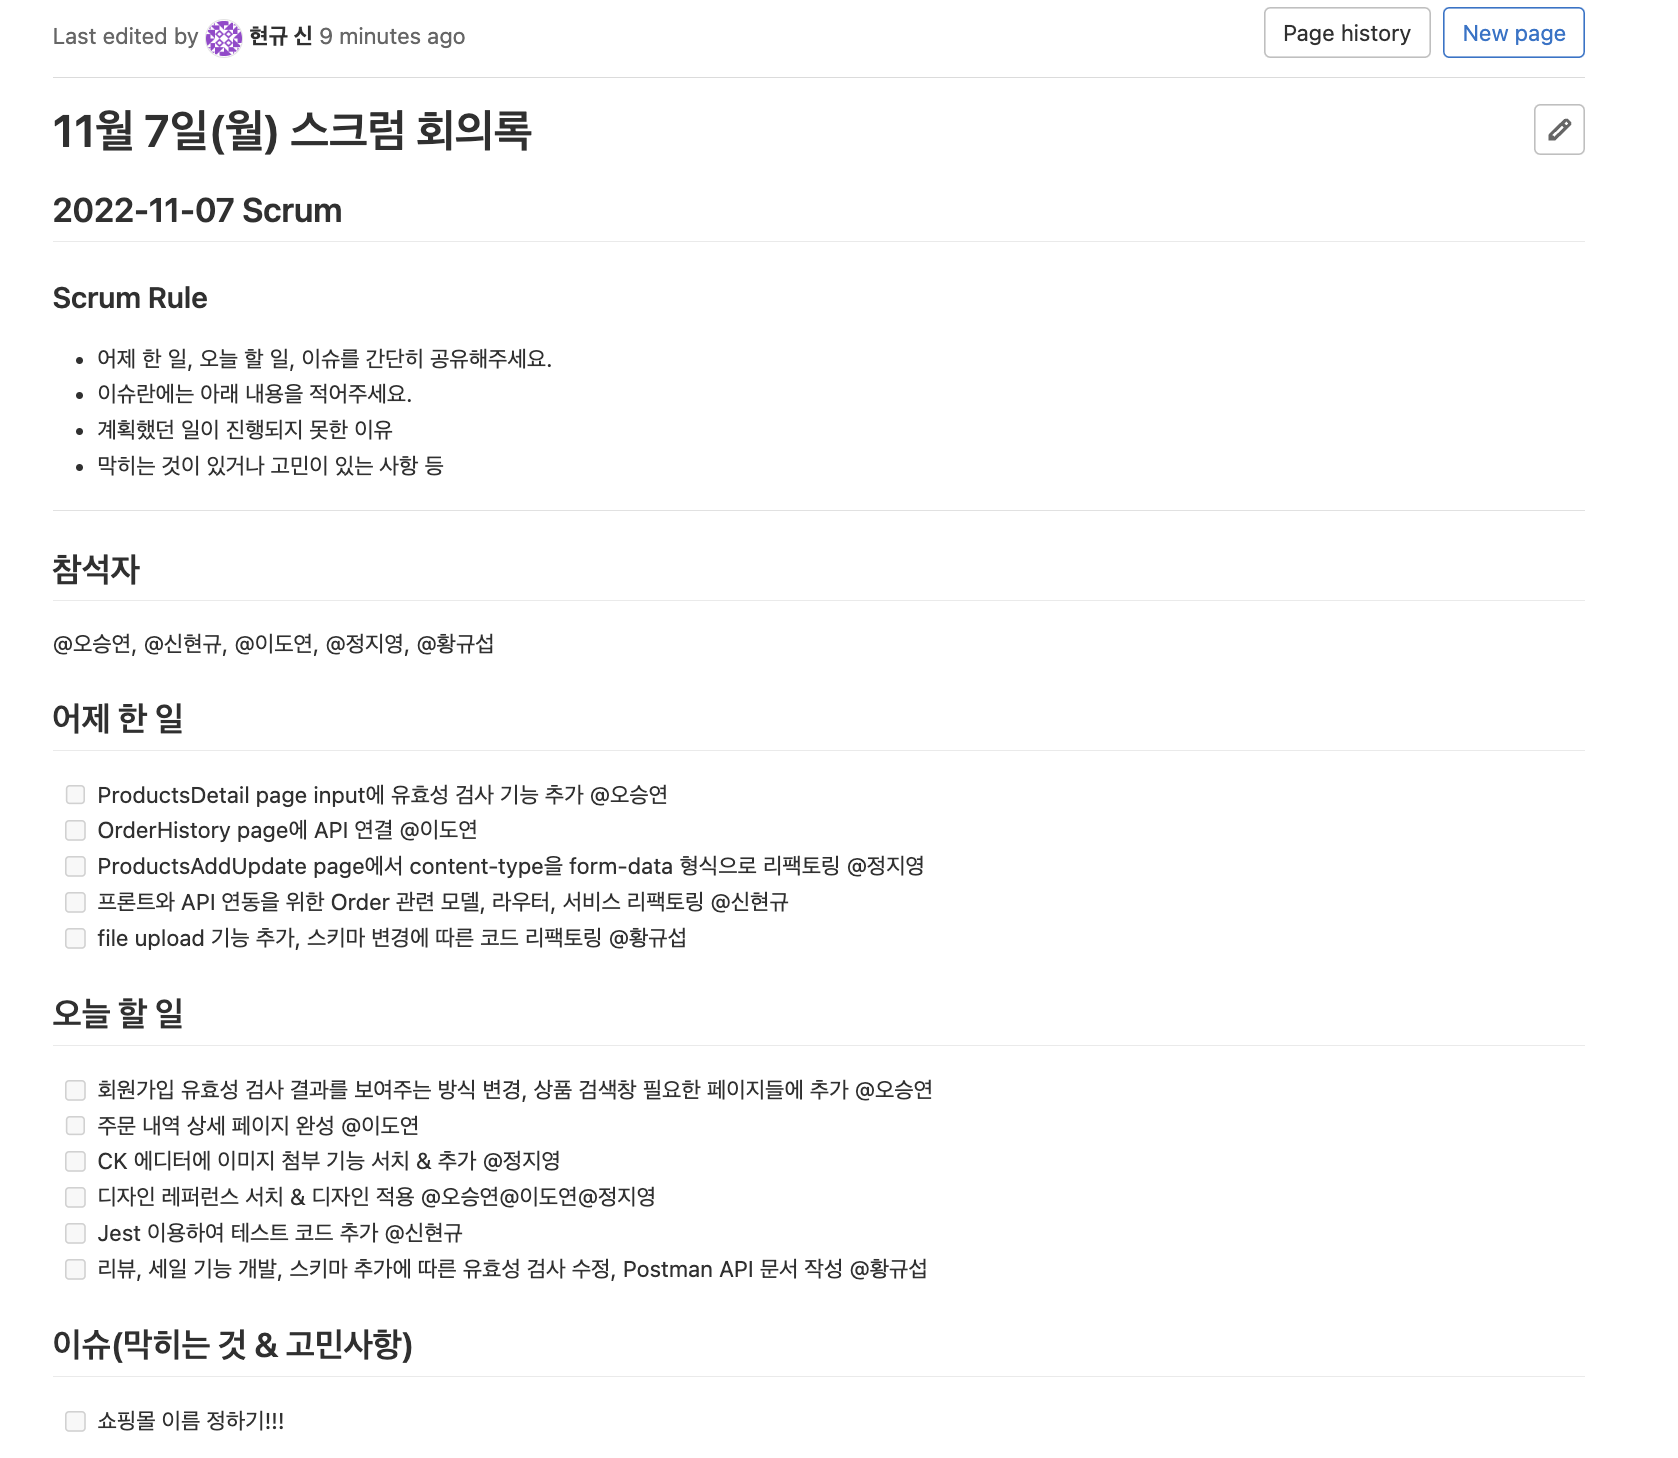 Last edited by 현규 신 9 minutes ago
Page history
New page
11월 7일(월) 스크럼 회의록
2022-11-07 Scrum
Scrum Rule
• 어제 한 일, 오늘 할 일, 이슈를 간단히 공유해주세요.
• 이슈란에는 아래 내용을 적어주세요.
• 계획했던 일이 진행되지 못한 이유
• 막히는 것이 있거나 고민이 있는 사항 등
참석자
@오승연, @신현규, @이도연, @정지영, @황규섭
어제 한 일
ProductsDetail page input에 유효성 검사 기능 추가 @오승연
OrderHistory page에 API 연결 @이도연
ProductsAddUpdate page에서 content-type을 form-data 형식으로 리팩토링 @정지영
프론트와 API 연동을 위한 Order 관련 모델, 라우터, 서비스 리팩토링 @신현규
file upload 기능 추가, 스키마 변경에 따른 코드 리팩토링 @황규섭
오늘 할 일
회원가입 유효성 검사 결과를 보여주는 방식 변경, 상품 검색창 필요한 페이지들에 추가 @오승연
주문 내역 상세 페이지 완성 @이도연
CK 에디터에 이미지 첨부 기능 서치 & 추가 @정지영
디자인 레퍼런스 서치 & 디자인 적용 @오승연@이도연@정지영
Jest 이용하여 테스트 코드 추가 @신현규
리뷰, 세일 기능 개발, 스키마 추가에 따른 유효성 검사 수정, Postman API 문서 작성 @황규섭
이슈(막히는 것 & 고민사항)
쇼핑몰 이름 정하기!!!